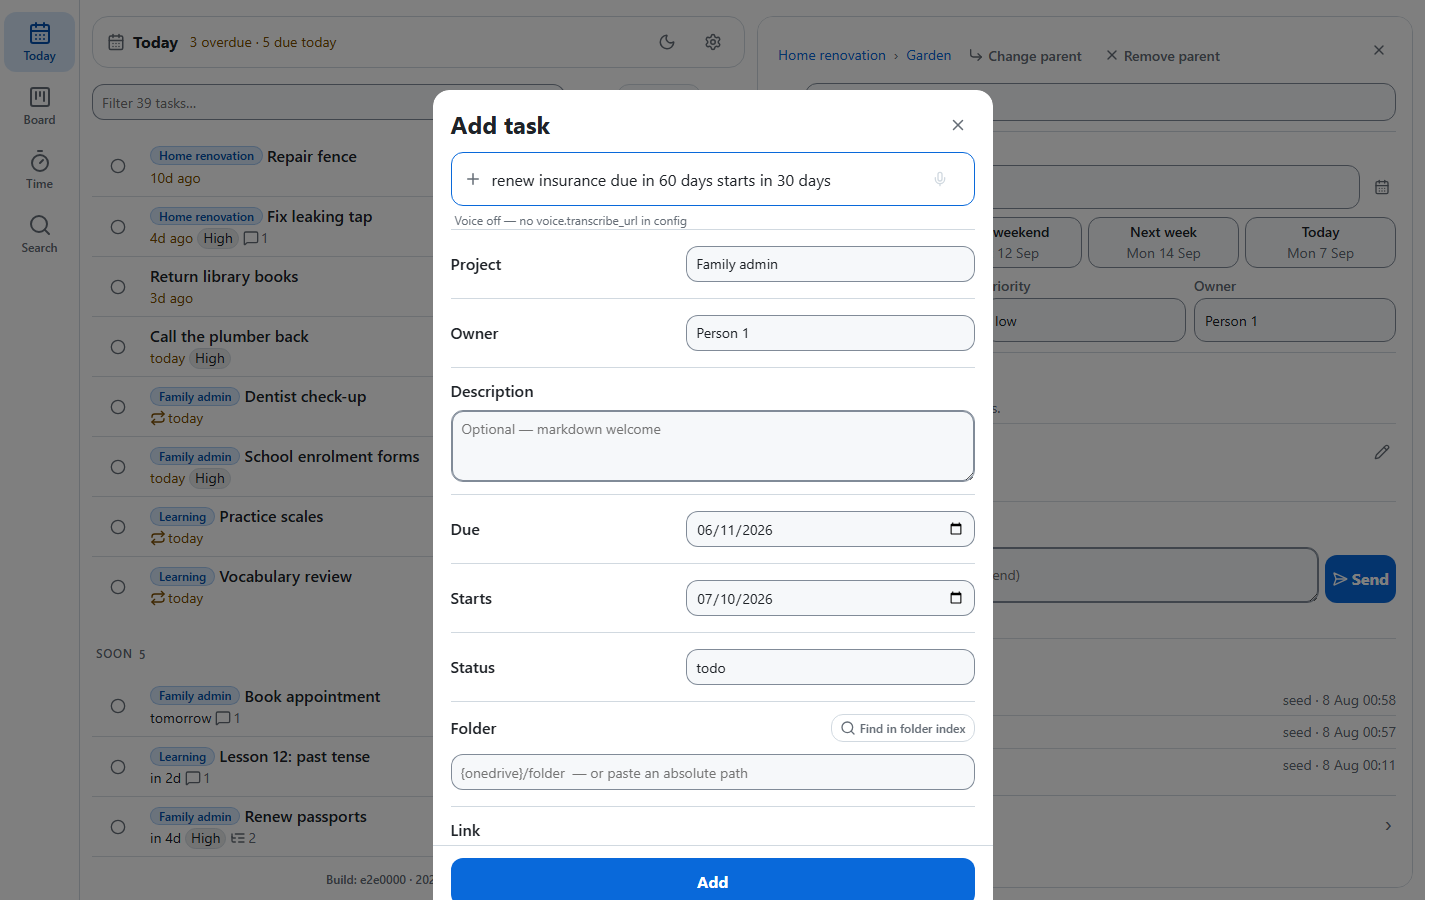 Today
Board
Time
Search
Today 3 overdue · 5 due today
Filter 39 tasks...
Home renovation Repair fence
10d ago
Home renovation Fix leaking tap
4d ago High 1
Return library books
3d ago
Call the plumber back
today High
Family admin Dentist check-up
today
Family admin School enrolment forms
today High
Learning Practice scales
today
Learning Vocabulary review
today
SOON 5
Family admin Book appointment
tomorrow 1
Learning Lesson 12: past tense
in 2d 1
Family admin Renew passports
in 4d High 2
Build: e2e0000 · 202
Add task
renew insurance due in 60 days starts in 30 days
Voice off — no voice.transcribe_url in config
Project Family admin
Owner Person 1
Description
Optional — markdown welcome
Due 06/11/2026
Starts 07/10/2026
Status todo
Folder Find in folder index
{onedrive}/folder — or paste an absolute path
Link
Add
Home renovation › Garden Change parent Remove parent
weekend Next week Today
12 Sep Mon 14 Sep Mon 7 Sep
riority Owner
low Person 1
s.
end)
Send
seed · 8 Aug 00:58
seed · 8 Aug 00:57
seed · 8 Aug 00:11